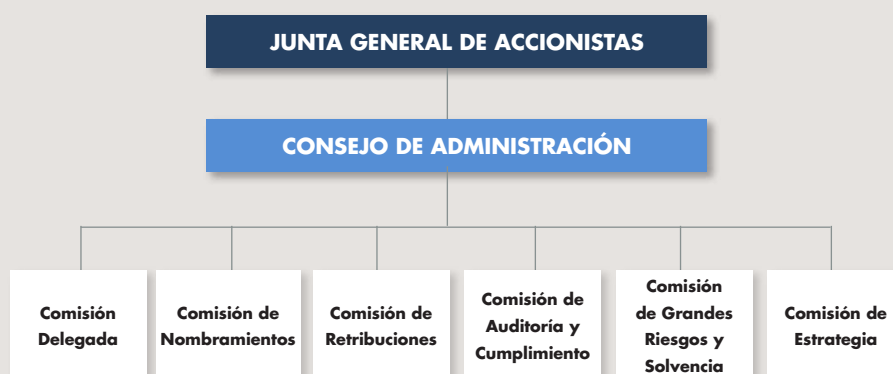 JUNTA GENERAL DE ACCIONISTAS
CONSEJO DE ADMINISTRACIÓN
Comisión
Delegada
Comisión de
Nombramientos
Comisión de
Retribuciones
Comisión de
Auditoría y
Cumplimiento
Comisión
de Grandes
Riesgos y
Solvencia
Comisión de
Estrategia